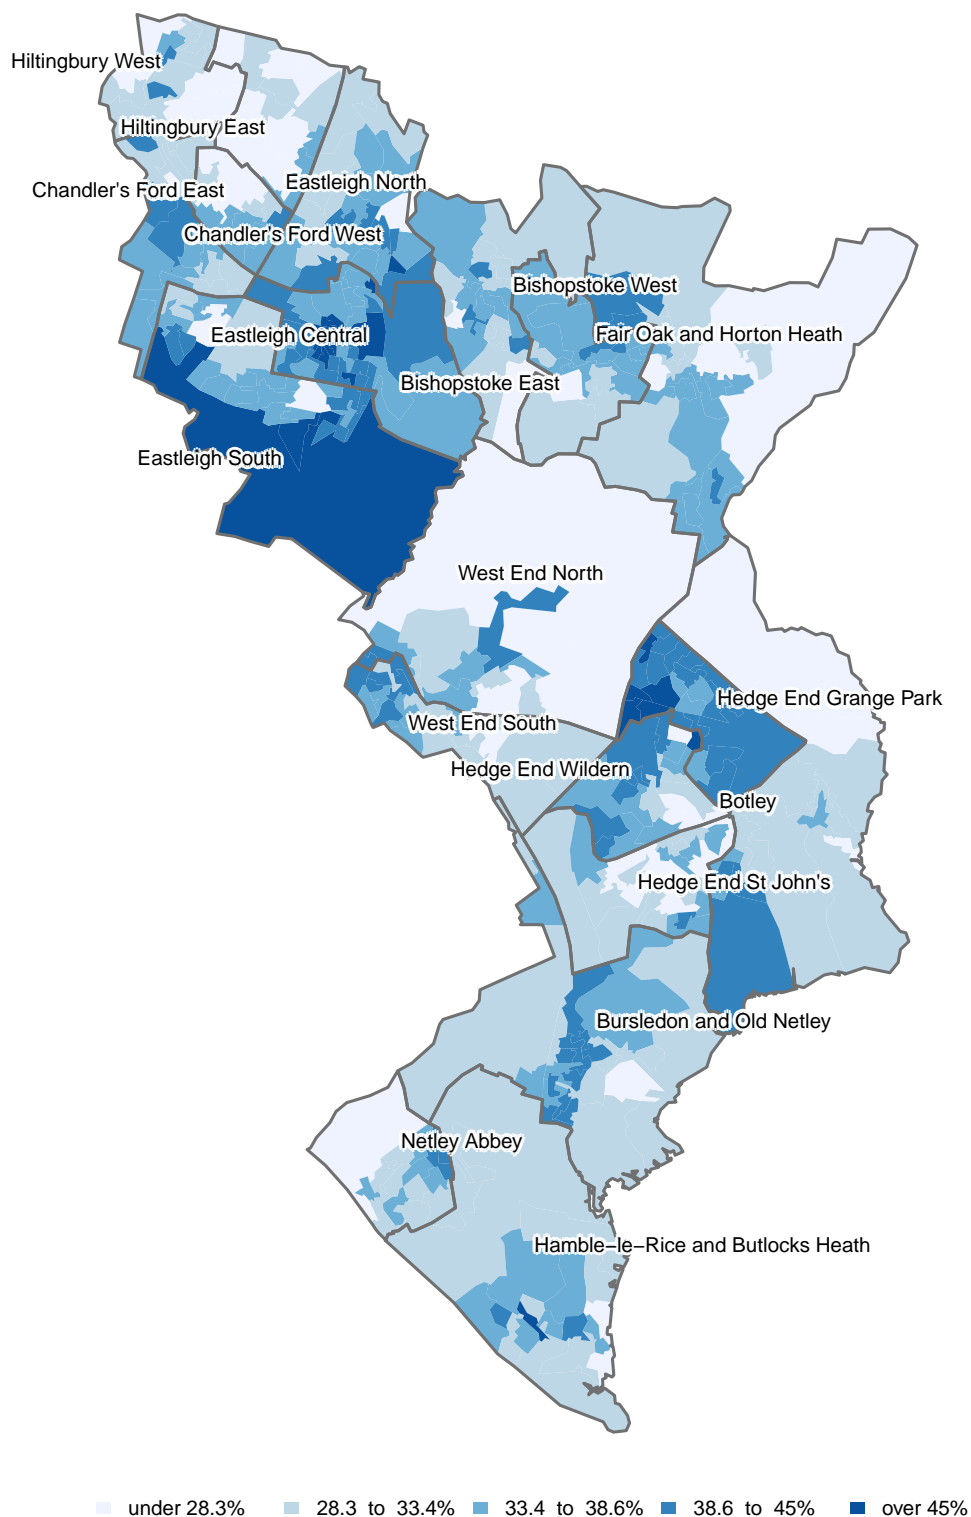 Hiltingbury West
Hiltingbury East
Chandler's Ford East
Eastleigh North
Chandler's Ford West
Bishopstoke West
Eastleigh Central
Fair Oak and Horton Heath
Bishopstoke East
Eastleigh South
West End North
Hedge End Grange Park
West End South
Hedge End Wildern
Botley
Hedge End St John's
Bursledon and Old Netley
Netley Abbey
Hamble−le−Rice and Butlocks Heath
under 28.3% 28.3 to 33.4% 33.4 to 38.6% 38.6 to 45% over 45%